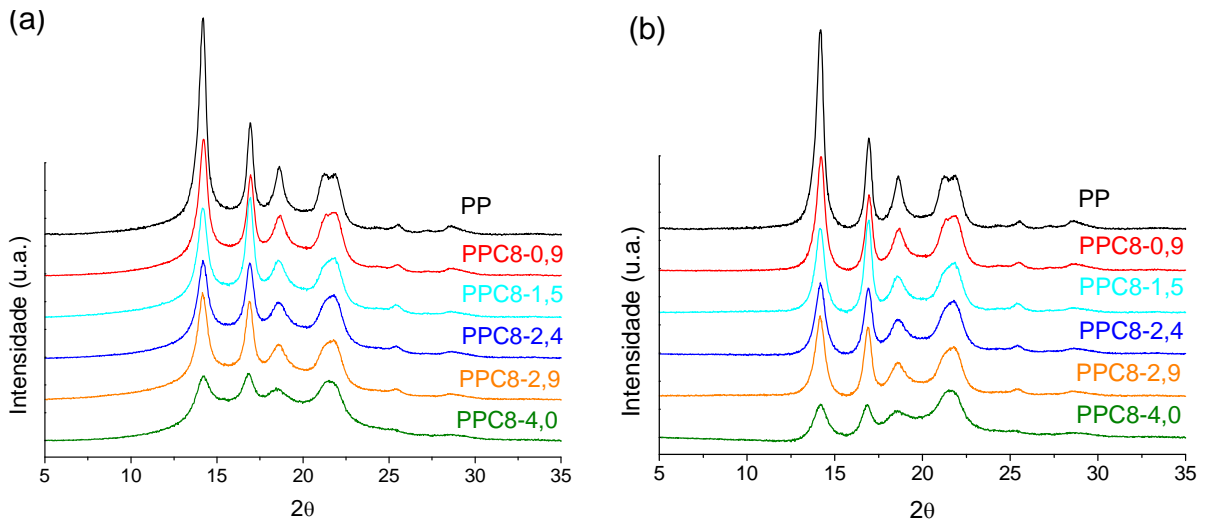 (a)
Intensidade (u.a.)
PP
PPC8-0,9
PPC8-1,5
PPC8-2,4
PPC8-2,9
PPC8-4,0
5 10 15 20 25 30 35
2θ
(b)
Intensidade (u.a.)
PP
PPC8-0,9
PPC8-1,5
PPC8-2,4
PPC8-2,9
PPC8-4,0
5 10 15 20 25 30 35
2θ